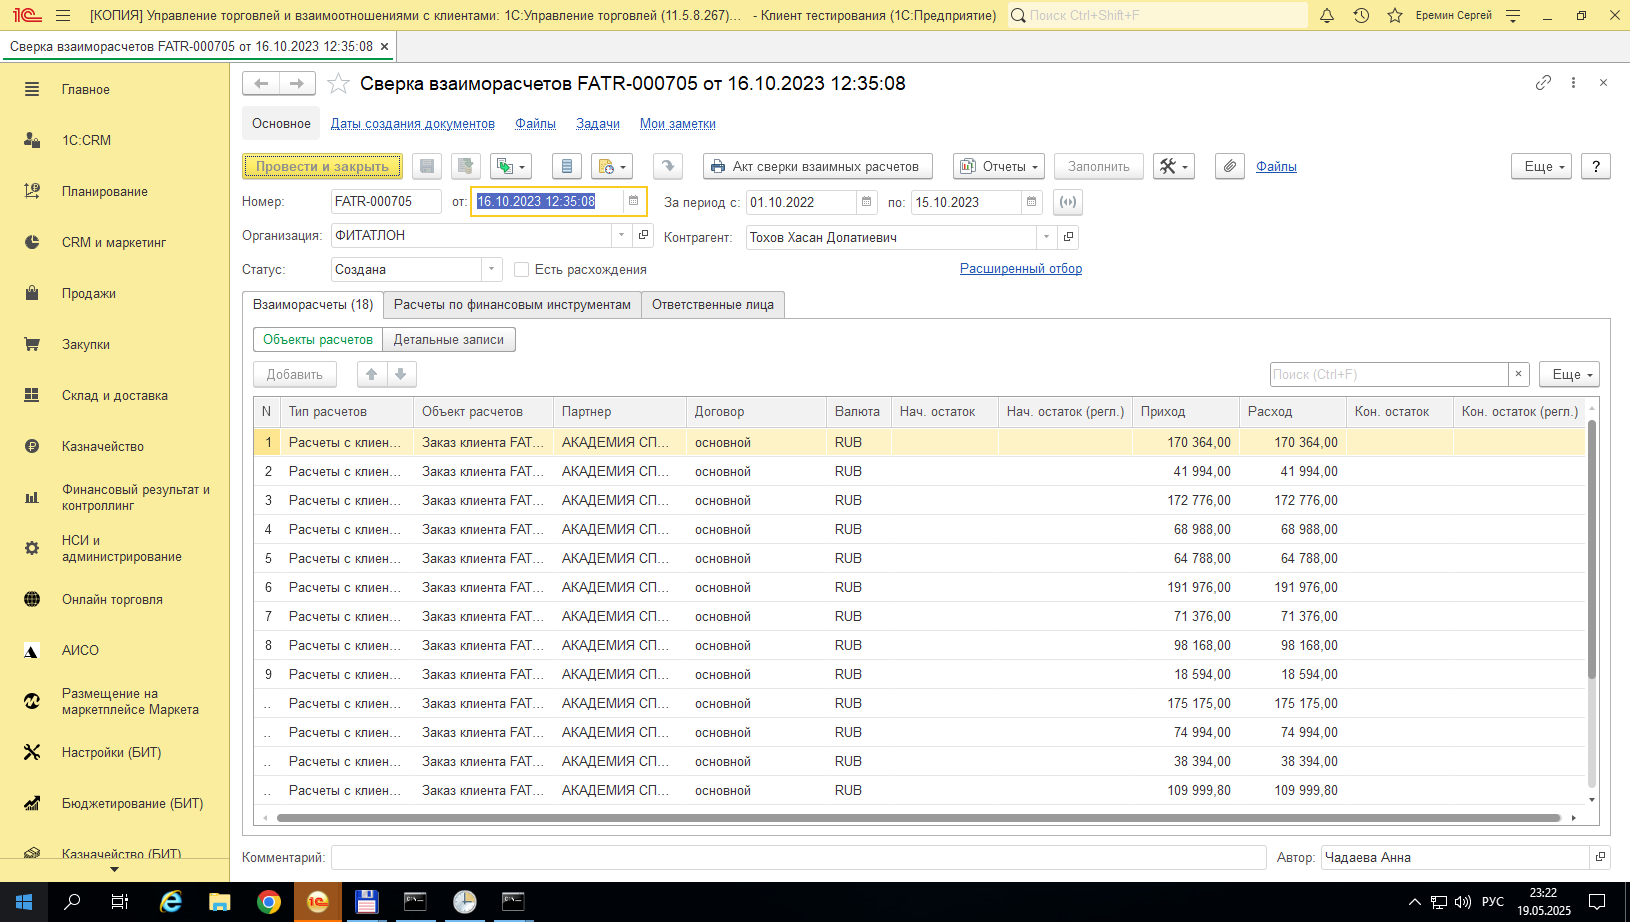 [КОПИЯ] Управление торговлей и взаимоотношениями с клиентами: 1С:Управление торговлей (11.5.8.267)... - Клиент тестирования (1С:Предприятие)
Поиск Ctrl+Shift+F
Еремин Сергей
Сверка взаиморасчетов FATR-000705 от 16.10.2023 12:35:08
Главное
1С:CRM
Планирование
CRM и маркетинг
Продажи
Закупки
Склад и доставка
Казначейство
Финансовый результат и
контроллинг
НСИ и
администрирование
Онлайн торговля
АИСО
Размещение на
маркетплейсе Маркета
Настройки (БИТ)
Бюджетирование (БИТ)
Казначейство (БИТ)
Сверка взаиморасчетов FATR-000705 от 16.10.2023 12:35:08
Основное Даты создания документов Файлы Задачи Мои заметки
Провести и закрыть Акт сверки взаимных расчетов Отчеты Заполнить Файлы Еще ?
Номер: FATR-000705 от: 16.10.2023 12:35:08 За период с: 01.10.2022 по: 15.10.2023
Организация: ФИТАТЛОН Контрагент: Тохов Хасан Долатиевич
Статус: Создана Есть расхождения Расширенный отбор
Взаиморасчеты (18) Расчеты по финансовым инструментам Ответственные лица
Объекты расчетов Детальные записи
Добавить Поиск (Ctrl+F) × Еще
N Тип расчетов Объект расчетов Партнер Договор Валюта Нач. остаток Нач. остаток (регл.) Приход Расход Кон. остаток Кон. остаток (регл.)
1 Расчеты с клиен... Заказ клиента FAT... АКАДЕМИЯ СП... основной RUB 170 364,00 170 364,00
2 Расчеты с клиен... Заказ клиента FAT... АКАДЕМИЯ СП... основной RUB 41 994,00 41 994,00
3 Расчеты с клиен... Заказ клиента FAT... АКАДЕМИЯ СП... основной RUB 172 776,00 172 776,00
4 Расчеты с клиен... Заказ клиента FAT... АКАДЕМИЯ СП... основной RUB 68 988,00 68 988,00
5 Расчеты с клиен... Заказ клиента FAT... АКАДЕМИЯ СП... основной RUB 64 788,00 64 788,00
6 Расчеты с клиен... Заказ клиента FAT... АКАДЕМИЯ СП... основной RUB 191 976,00 191 976,00
7 Расчеты с клиен... Заказ клиента FAT... АКАДЕМИЯ СП... основной RUB 71 376,00 71 376,00
8 Расчеты с клиен... Заказ клиента FAT... АКАДЕМИЯ СП... основной RUB 98 168,00 98 168,00
9 Расчеты с клиен... Заказ клиента FAT... АКАДЕМИЯ СП... основной RUB 18 594,00 18 594,00
.. Расчеты с клиен... Заказ клиента FAT... АКАДЕМИЯ СП... основной RUB 175 175,00 175 175,00
.. Расчеты с клиен... Заказ клиента FAT... АКАДЕМИЯ СП... основной RUB 74 994,00 74 994,00
.. Расчеты с клиен... Заказ клиента FAT... АКАДЕМИЯ СП... основной RUB 38 394,00 38 394,00
.. Расчеты с клиен... Заказ клиента FAT... АКАДЕМИЯ СП... основной RUB 109 999,80 109 999,80
Комментарий: Автор: Чадаева Анна
РУС
23:22
19.05.2025